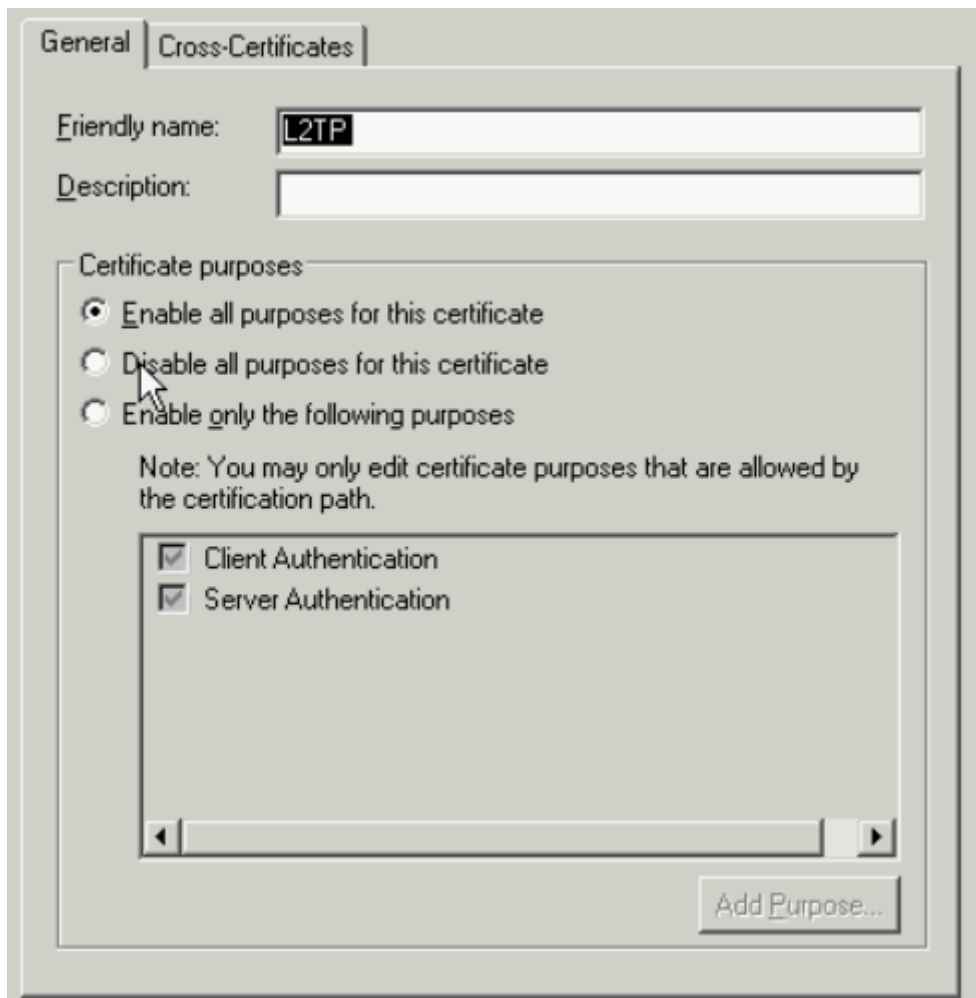 General
Cross-Certificates
Friendly name:
L2TP
Description:
Certificate purposes
Enable all purposes for this certificate
Disable all purposes for this certificate
Enable only the following purposes
Note: You may only edit certificate purposes that are allowed by
the certification path.
Client Authentication
Server Authentication
Add Purpose...